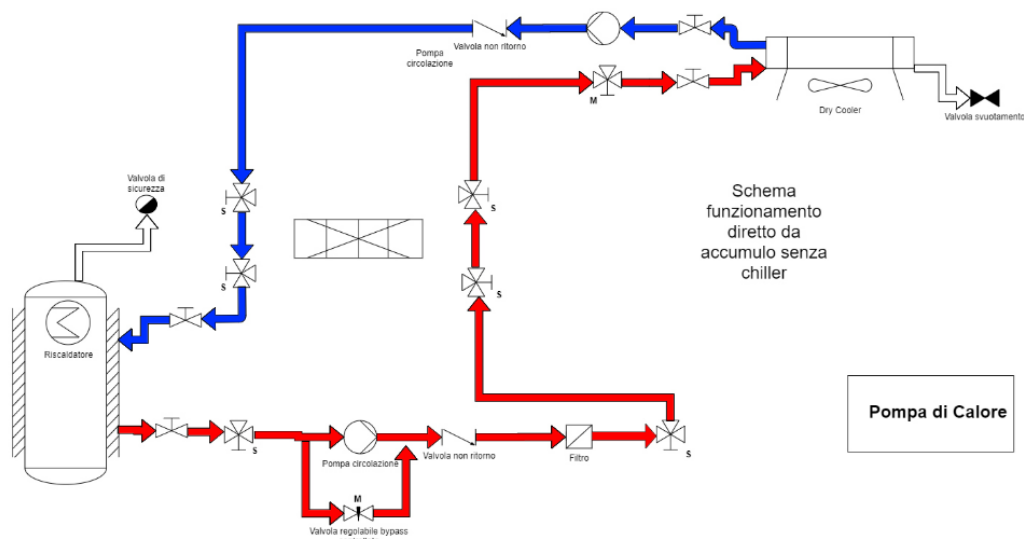 Pompa
circolazione
Valvola non ritorno
M
Dry Cooler
Valvola svuotamento
Valvola di
sicurezza
S
S
Schema
funzionamento
diretto da
accumulo senza
chiller
S
S
Riscaldatore
Pompa di Calore
S
Pompa circolazione
Valvola non ritorno
Filtro
S
M
Valvola regolabile bypass